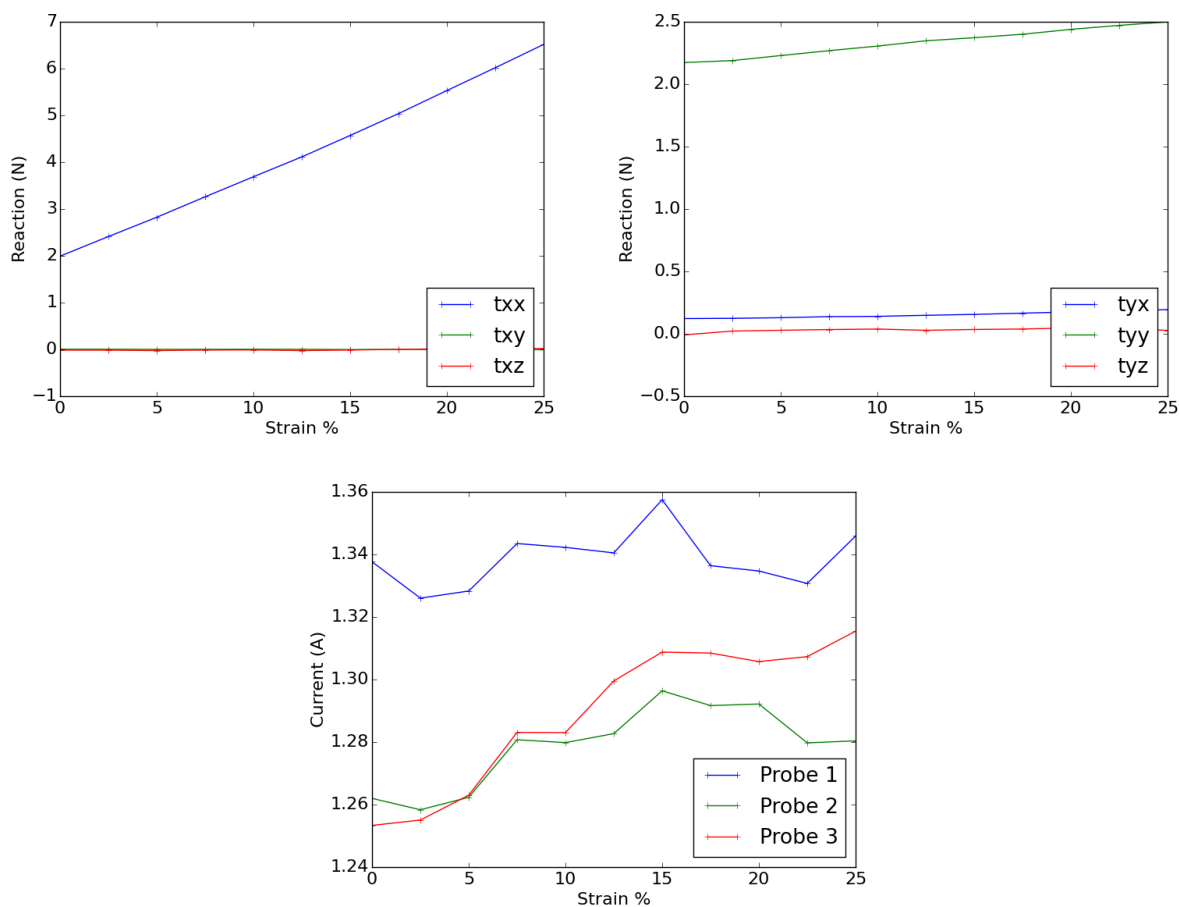 7
6
5
4
3
2
1
0
−1
Reaction (N)
0 5 10 15 20 25
Strain %
txx
txy
txz
2.5
2.0
1.5
1.0
0.5
0.0
−0.5
Reaction (N)
0 5 10 15 20 25
Strain %
tyx
tyy
tyz
1.36
1.34
1.32
1.30
1.28
1.26
1.24
Current (A)
0 5 10 15 20 25
Strain %
Probe 1
Probe 2
Probe 3